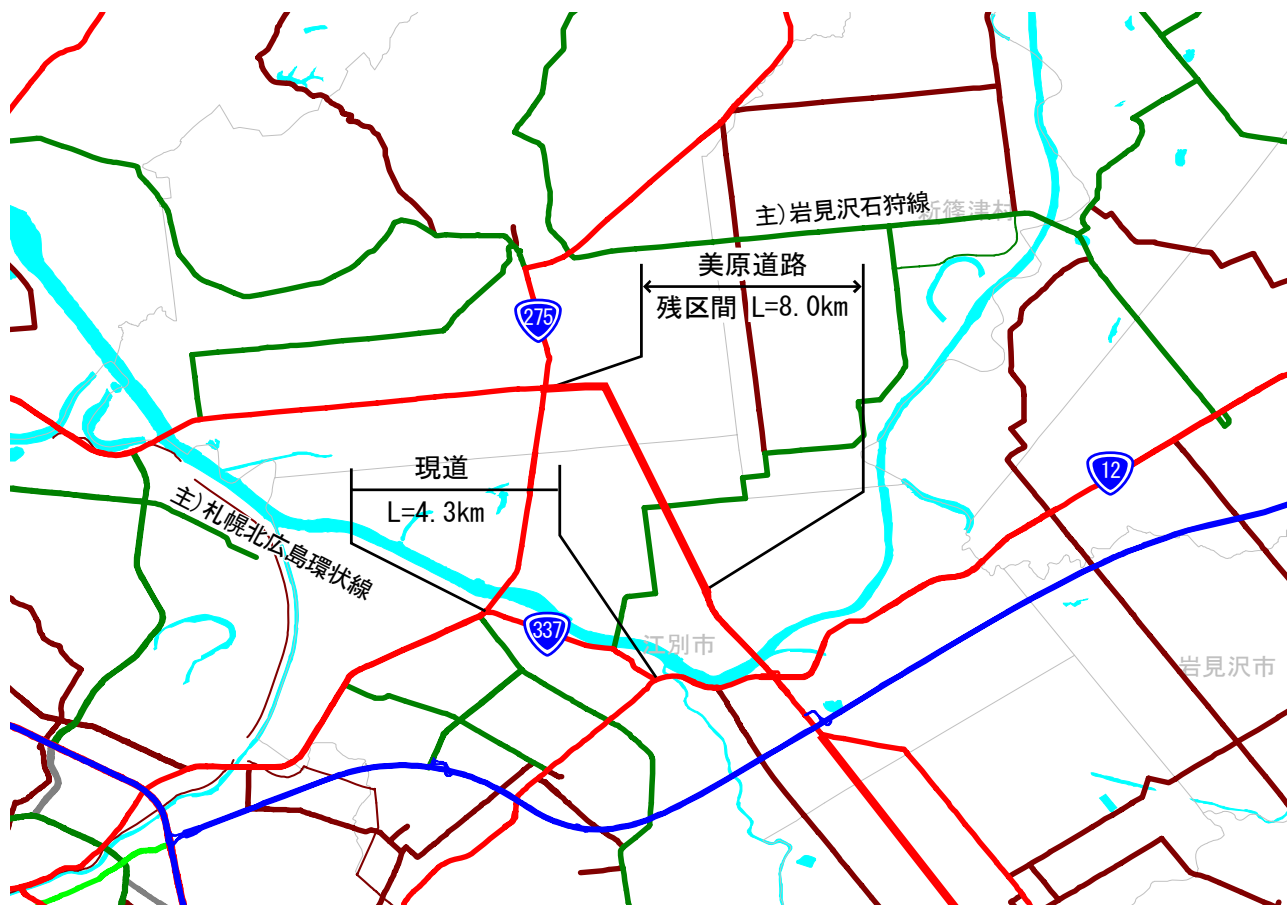 主)岩見沢石狩線
新篠津村
美原道路
残区間 L=8.0km
275
現道
L=4.3km
12
主)札幌北広島環状線
337
江別市
岩見沢市